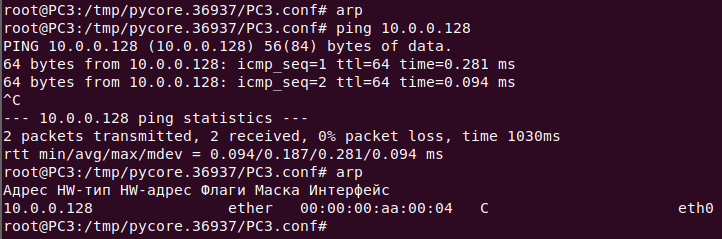 root@PC3:/tmp/pycore.36937/PC3.conf# arp
root@PC3:/tmp/pycore.36937/PC3.conf# ping 10.0.0.128
PING 10.0.0.128 (10.0.0.128) 56(84) bytes of data.
64 bytes from 10.0.0.128: icmp_seq=1 ttl=64 time=0.281 ms
64 bytes from 10.0.0.128: icmp_seq=2 ttl=64 time=0.094 ms
^C
--- 10.0.0.128 ping statistics ---
2 packets transmitted, 2 received, 0% packet loss, time 1030ms
rtt min/avg/max/mdev = 0.094/0.187/0.281/0.094 ms
root@PC3:/tmp/pycore.36937/PC3.conf# arp
Адрес HW-тип HW-адрес Флаги Маска Интерфейс
10.0.0.128 ether 00:00:00:aa:00:04 C eth0
root@PC3:/tmp/pycore.36937/PC3.conf#